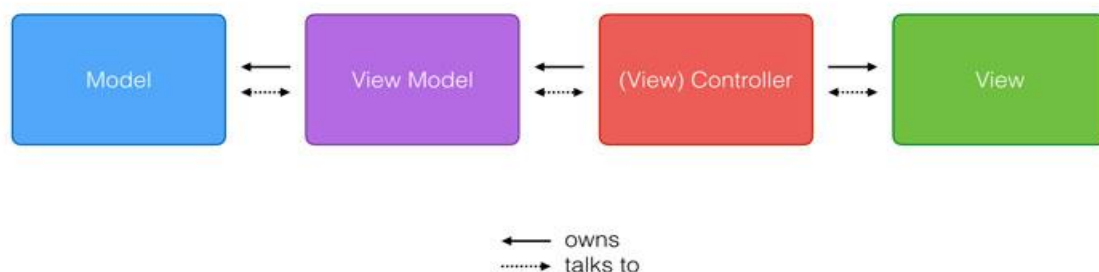 Model
View Model
(View) Controller
View
owns
talks to